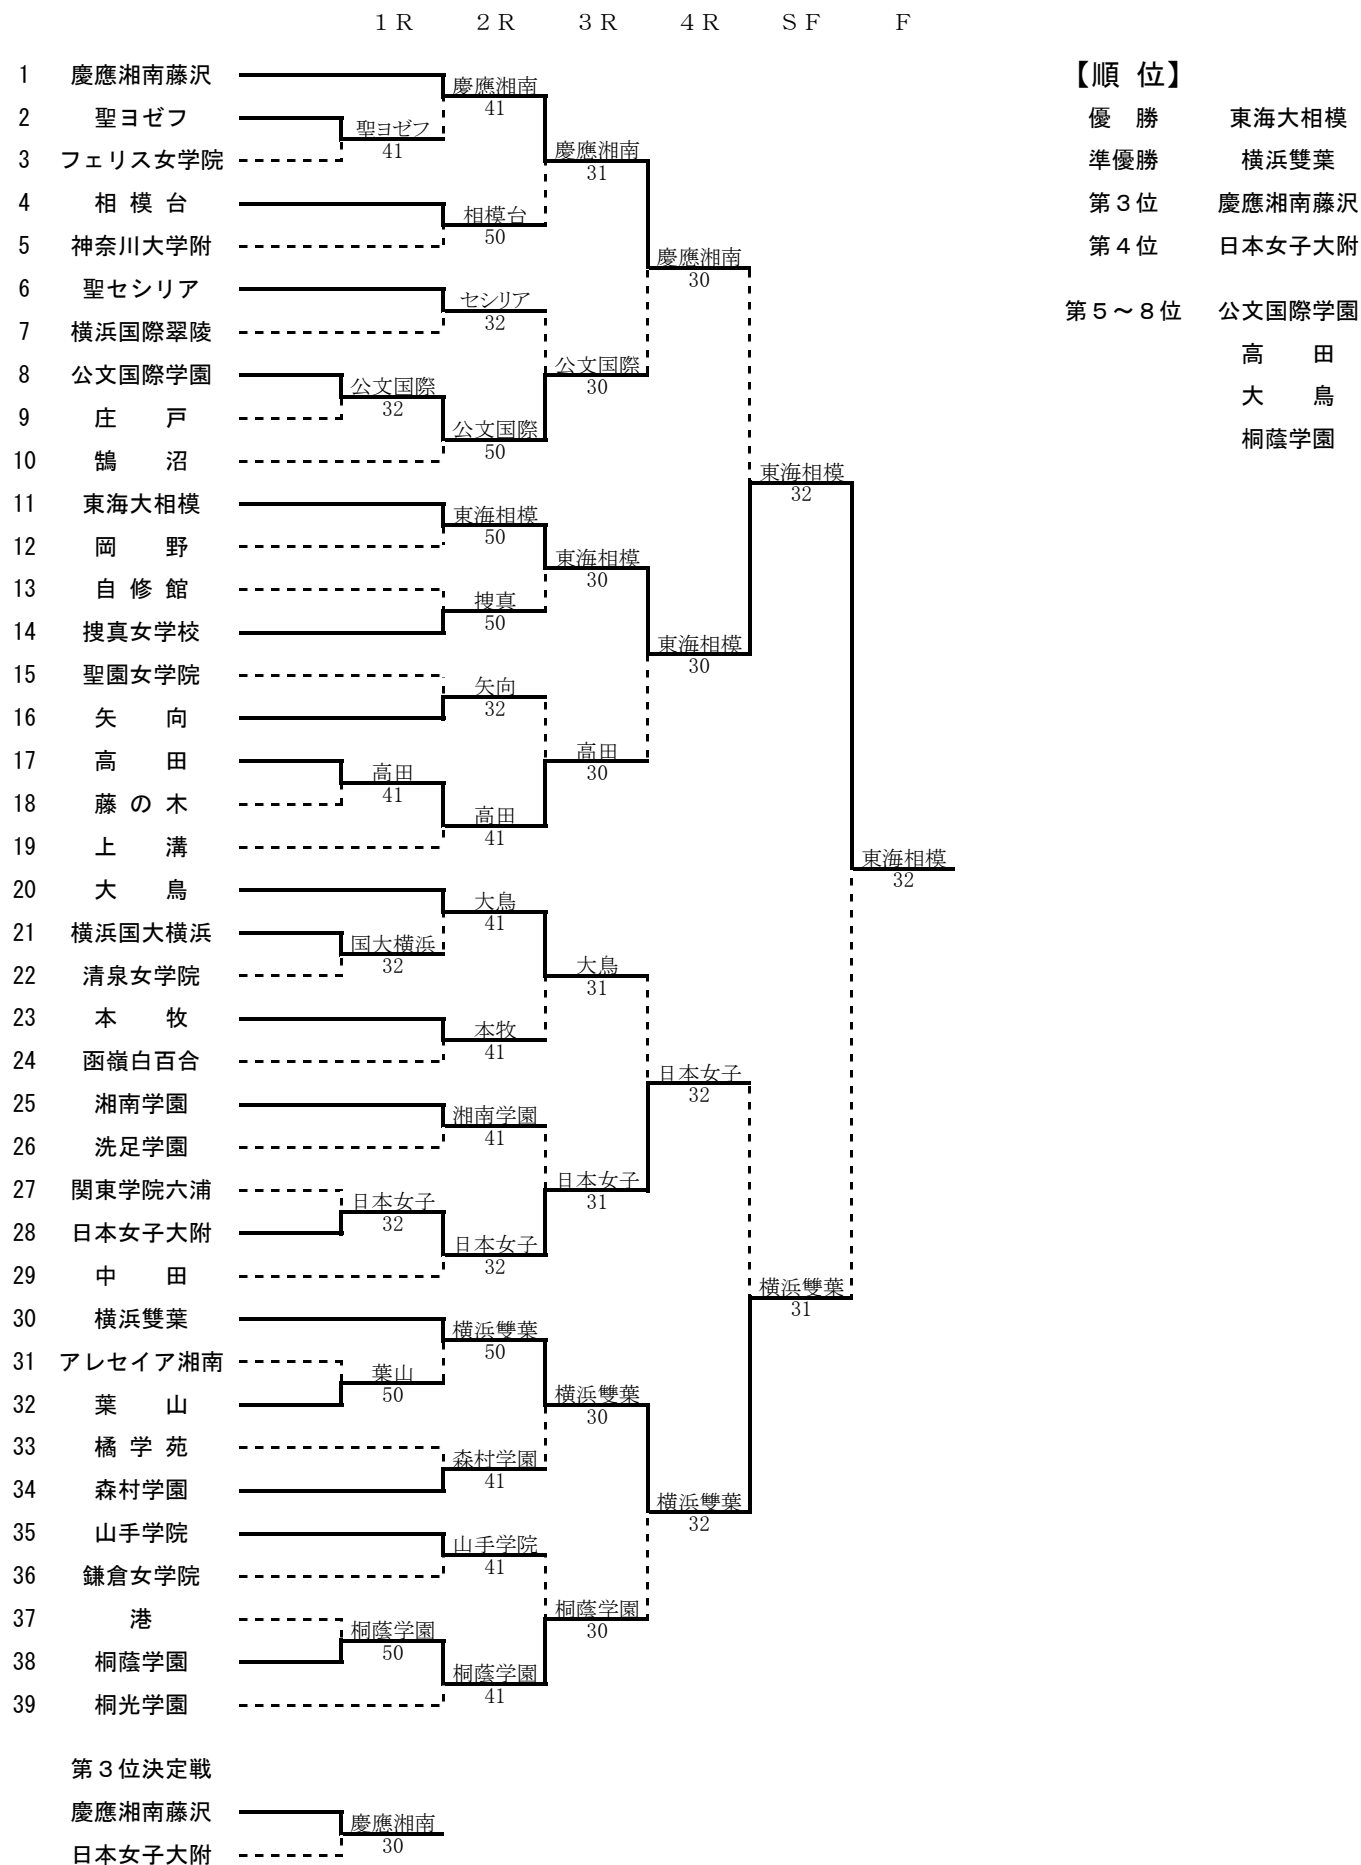 １Ｒ ２Ｒ ３Ｒ ４Ｒ ＳＦ Ｆ
1 慶應湘南藤沢 【順 位】
慶應湘南
41
2 聖ヨゼフ 優 勝 東海大相模
聖ヨゼフ
41
慶應湘南
31
3 フェリス女学院 準優勝 横浜雙葉
4 相 模 台 第３位 慶應湘南藤沢
相模台
50
5 神奈川大学附 第４位 日本女子大附
慶應湘南
30
6 聖セシリア
セシリア
32
第５～８位 公文国際学園
7 横浜国際翠陵
高 田
公文国際
30
8 公文国際学園
公文国際
32
大 鳥
9 庄 戸
公文国際
50
桐蔭学園
10 鵠 沼
東海相模
32
11 東海大相模
東海相模
50
12 岡 野
東海相模
30
13 自 修 館
捜真
50
14 捜真女学校
東海相模
30
15 聖園女学院
矢向
32
16 矢 向
17 高 田
高田
30
高田
41
18 藤 の 木
高田
41
19 上 溝
東海相模
32
20 大 鳥
大鳥
41
21 横浜国大横浜
国大横浜
32
22 清泉女学院
大鳥
31
23 本 牧
本牧
41
24 函嶺白百合
日本女子
32
25 湘南学園
湘南学園
41
26 洗足学園
27 関東学院六浦
日本女子
31
日本女子
32
28 日本女子大附
日本女子
32
29 中 田
横浜雙葉
31
30 横浜雙葉
横浜雙葉
50
31 アレセイア湘南
葉山
50
32 葉 山
横浜雙葉
30
33 橘 学 苑
森村学園
41
34 森村学園
横浜雙葉
32
35 山手学院
山手学院
41
36 鎌倉女学院
37 港
桐蔭学園
30
桐蔭学園
50
38 桐蔭学園
桐蔭学園
41
39 桐光学園
第３位決定戦
慶應湘南藤沢
慶應湘南
30
日本女子大附